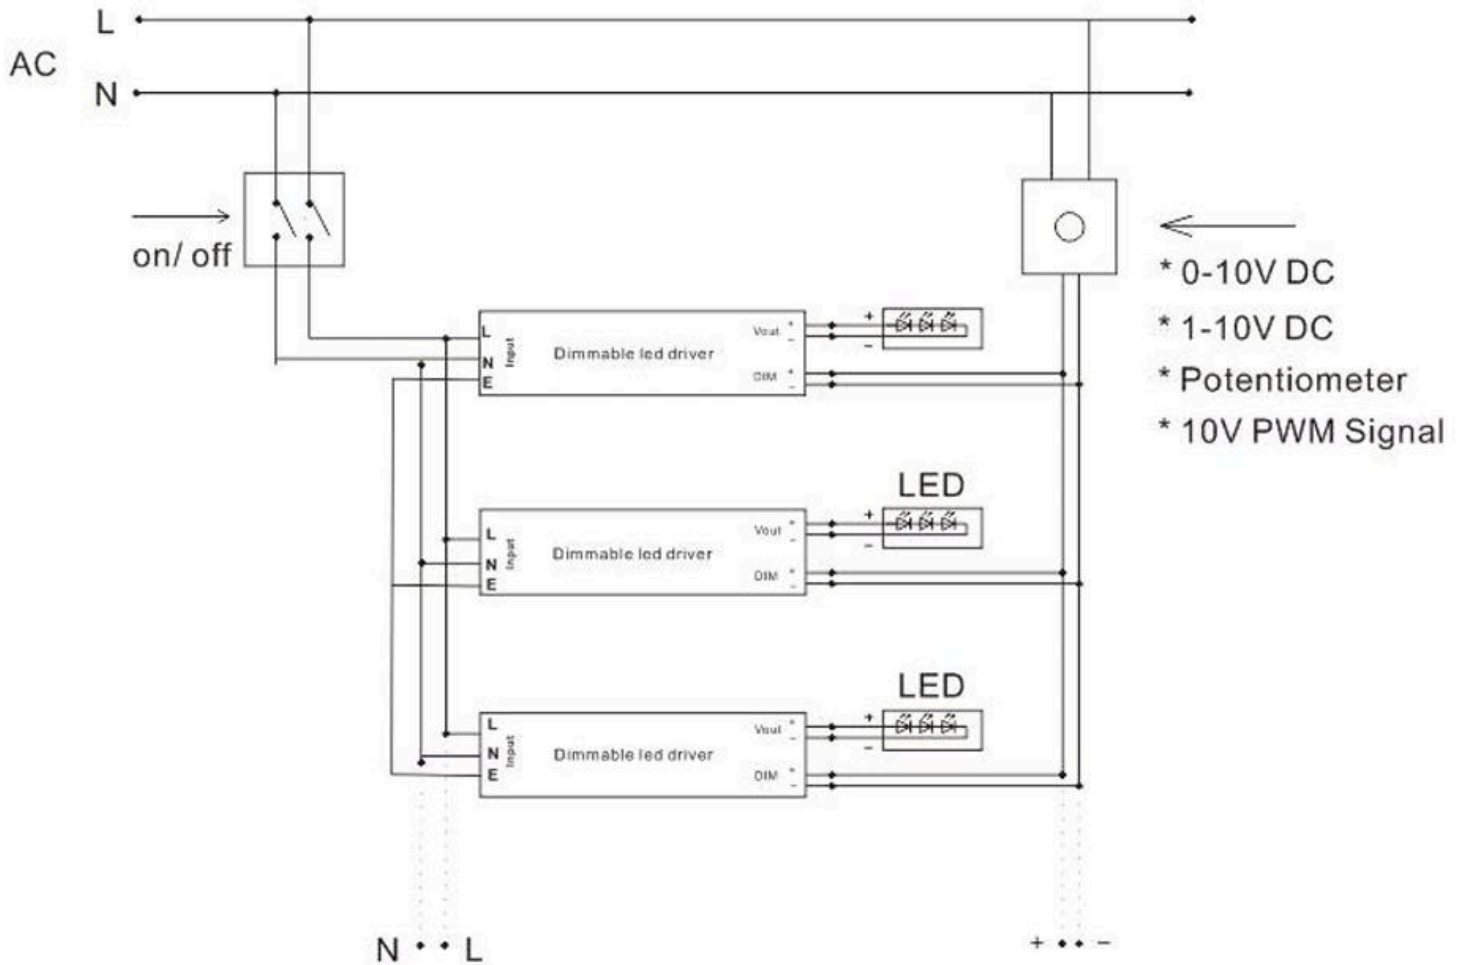 L
AC
N
on/ off
* 0-10V DC
* 1-10V DC
* Potentiometer
* 10V PWM Signal
L
N
E
Input
Dimmable led driver
Vout + -
DIM + -
+
-
LED
L
N
E
Input
Dimmable led driver
Vout + -
DIM + -
+
-
LED
L
N
E
Input
Dimmable led driver
Vout + -
DIM + -
+
-
N L
+ -